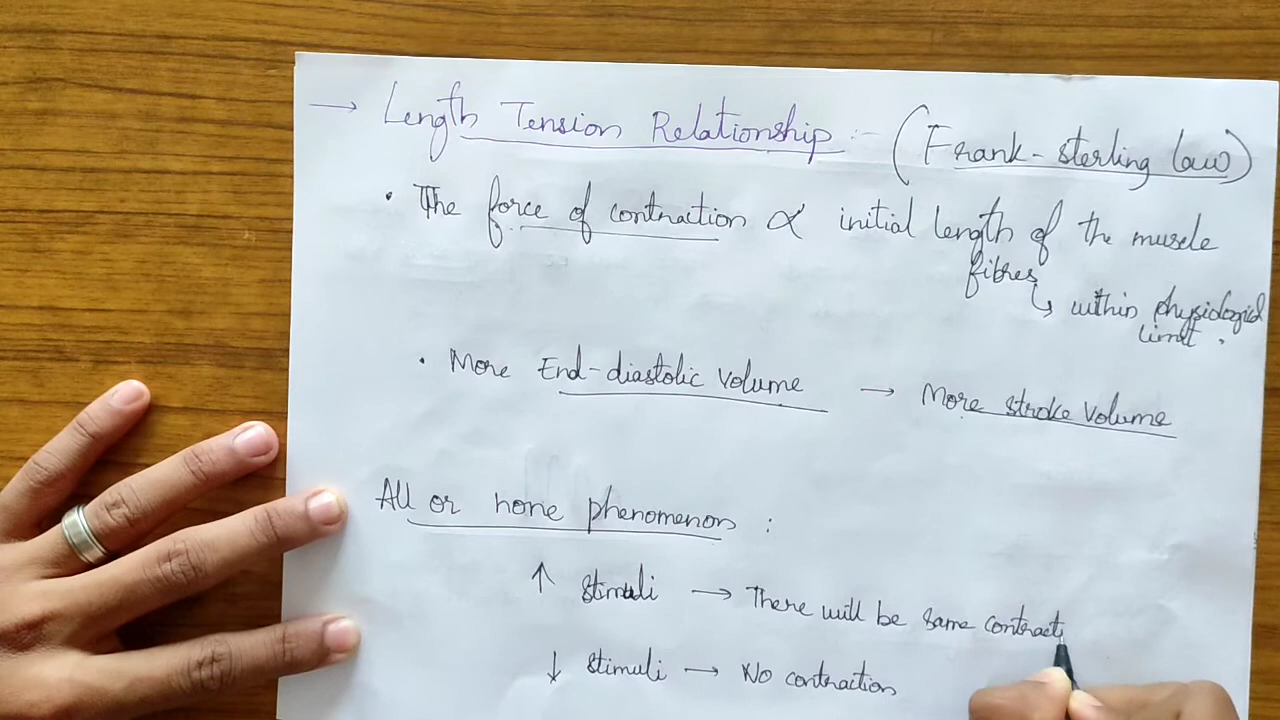 → Length Tension Relationship :- (Frank-sterling law)
• The force of contraction ∝ initial length of the muscle
fibres
↳ within physiological
limit.
• More End-diastolic volume → More stroke volume
All or none phenomenon :
↑ stimuli → There will be same contract
↓ stimuli → No contraction